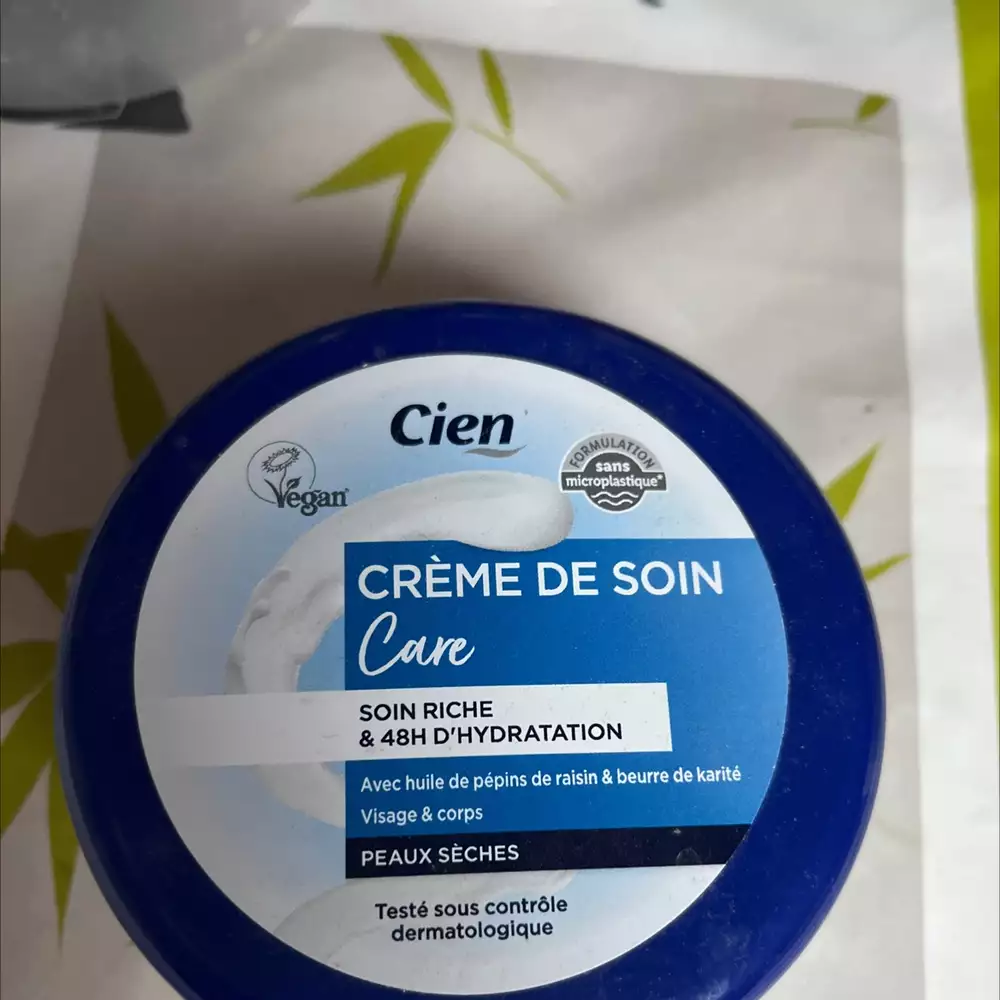 Cien
Vegan
FORMULATION
sans
microplastique*
CRÈME DE SOIN
Care
SOIN RICHE
& 48H D'HYDRATATION
Avec huile de pépins de raisin & beurre de karité
Visage & corps
PEAUX SÈCHES
Testé sous contrôle
dermatologique